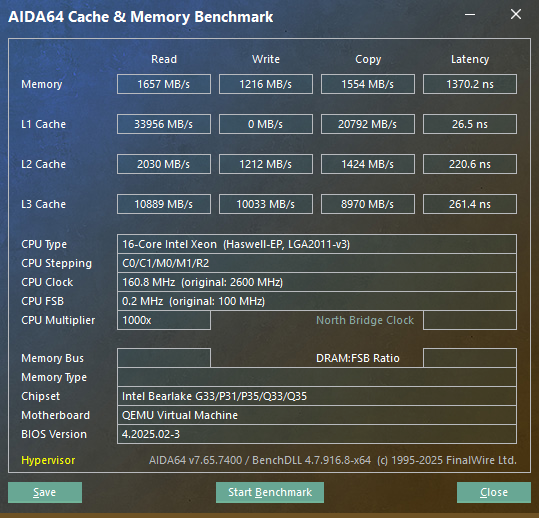 AIDA64 Cache & Memory Benchmark
Read Write Copy Latency
Memory 1657 MB/s 1216 MB/s 1554 MB/s 1370.2 ns
L1 Cache 33956 MB/s 0 MB/s 20792 MB/s 26.5 ns
L2 Cache 2030 MB/s 1212 MB/s 1424 MB/s 220.6 ns
L3 Cache 10889 MB/s 10033 MB/s 8970 MB/s 261.4 ns
CPU Type 16-Core Intel Xeon (Haswell-EP, LGA2011-v3)
CPU Stepping C0/C1/M0/M1/R2
CPU Clock 160.8 MHz (original: 2600 MHz)
CPU FSB 0.2 MHz (original: 100 MHz)
CPU Multiplier 1000x North Bridge Clock
Memory Bus DRAM:FSB Ratio
Memory Type
Chipset Intel Bearlake G33/P31/P35/Q33/Q35
Motherboard QEMU Virtual Machine
BIOS Version 4.2025.02-3
Hypervisor AIDA64 v7.65.7400 / BenchDLL 4.7.916.8-x64 (c) 1995-2025 FinalWire Ltd.
Save Start Benchmark Close